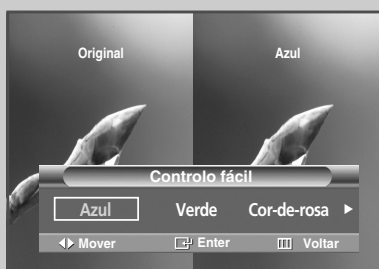 Original Azul
Controlo fácil
Azul Verde Cor-de-rosa
Mover Enter Voltar